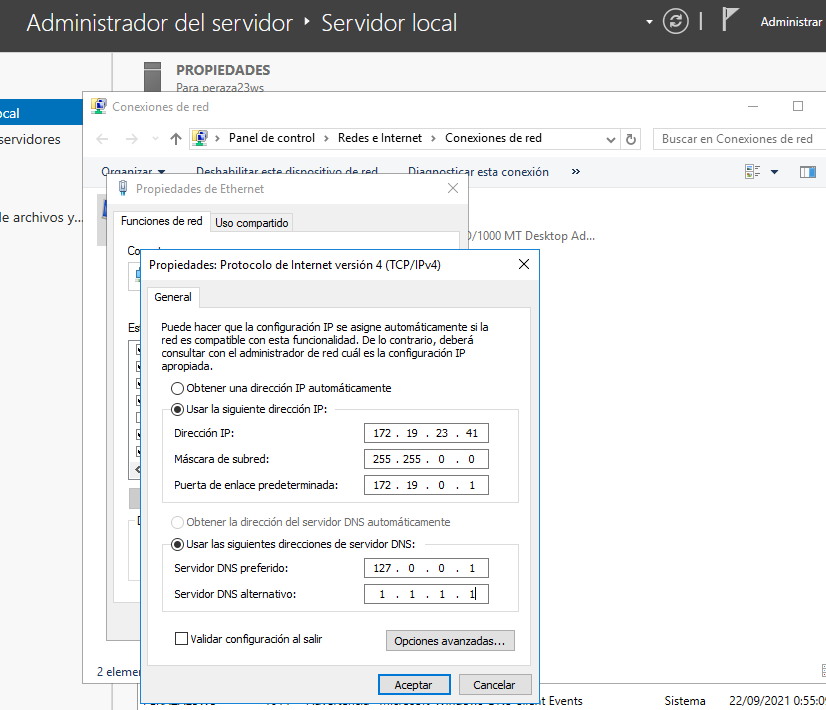 Administrador del servidor ‣ Servidor local
Administrar
PROPIEDADES
Para peraza23ws
ocal
servidores
de archivos y...
Conexiones de red
Panel de control > Redes e Internet > Conexiones de red
Buscar en Conexiones de red
Organizar
Deshabilitar este dispositivo de red
Diagnosticar esta conexión
»
Propiedades de Ethernet
Funciones de red
Uso compartido
0/1000 MT Desktop Ad...
Co
Es
Propiedades: Protocolo de Internet versión 4 (TCP/IPv4)
General
Puede hacer que la configuración IP se asigne automáticamente si la
red es compatible con esta funcionalidad. De lo contrario, deberá
consultar con el administrador de red cuál es la configuración IP
apropiada.
Obtener una dirección IP automáticamente
Usar la siguiente dirección IP:
Dirección IP: 172 . 19 . 23 . 41
Máscara de subred: 255 . 255 . 0 . 0
Puerta de enlace predeterminada: 172 . 19 . 0 . 1
Obtener la dirección del servidor DNS automáticamente
Usar las siguientes direcciones de servidor DNS:
Servidor DNS preferido: 127 . 0 . 0 . 1
Servidor DNS alternativo: 1 . 1 . 1 . 1
Validar configuración al salir
Opciones avanzadas...
Aceptar
Cancelar
2 elemen
Client Events
Sistema
22/09/2021 0:55:0